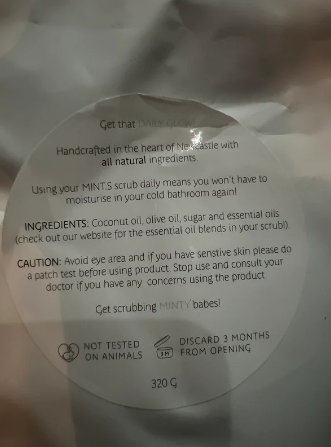 Get that DAILY GLOW
Handcrafted in the heart of Newcastle with
all natural ingredients.
Using your MINT.S scrub daily means you won't have to
moisturise in your cold bathroom again!
INGREDIENTS: Coconut oil, olive oil, sugar and essential oils
(check out our website for the essential oil blends in your scrub!).
CAUTION: Avoid eye area and if you have senstive skin please do
a patch test before using product. Stop use and consult your
doctor if you have any concerns using the product.
Get scrubbing MINTY babes!
NOT TESTED
ON ANIMALS
3M
DISCARD 3 MONTHS
FROM OPENING
320 G